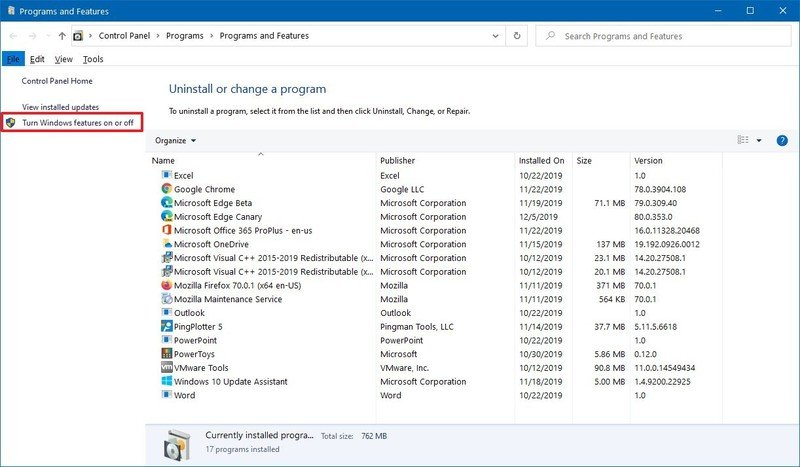 Programs and Features
Control Panel > Programs > Programs and Features
Search Programs and Features
File Edit View Tools
Control Panel Home
View installed updates
Turn Windows features on or off
Uninstall or change a program
To uninstall a program, select it from the list and then click Uninstall, Change, or Repair.
Organize
Name Publisher Installed On Size Version
Excel Excel 10/22/2019 1.0
Google Chrome Google LLC 11/22/2019 78.0.3904.108
Microsoft Edge Beta Microsoft Corporation 11/19/2019 71.1 MB 79.0.309.40
Microsoft Edge Canary Microsoft Corporation 12/5/2019 80.0.353.0
Microsoft Office 365 ProPlus - en-us Microsoft Corporation 11/22/2019 16.0.11328.20468
Microsoft OneDrive Microsoft Corporation 11/15/2019 137 MB 19.192.0926.0012
Microsoft Visual C++ 2015-2019 Redistributable (x... Microsoft Corporation 10/12/2019 23.1 MB 14.20.27508.1
Microsoft Visual C++ 2015-2019 Redistributable (x... Microsoft Corporation 10/12/2019 20.1 MB 14.20.27508.1
Mozilla Firefox 70.0.1 (x64 en-US) Mozilla 11/11/2019 371 MB 70.0.1
Mozilla Maintenance Service Mozilla 11/11/2019 564 KB 70.0.1
Outlook Outlook 10/22/2019 1.0
PingPlotter 5 Pingman Tools, LLC 11/14/2019 37.7 MB 5.11.5.6618
PowerPoint PowerPoint 10/22/2019 1.0
PowerToys Microsoft 10/30/2019 5.86 MB 0.12.0
vm VMware Tools VMware, Inc. 10/12/2019 90.8 MB 11.0.0.14549434
Windows 10 Update Assistant Microsoft Corporation 11/18/2019 5.00 MB 1.4.9200.22925
Word Word 10/22/2019 1.0
Currently installed progra... Total size: 762 MB
17 programs installed